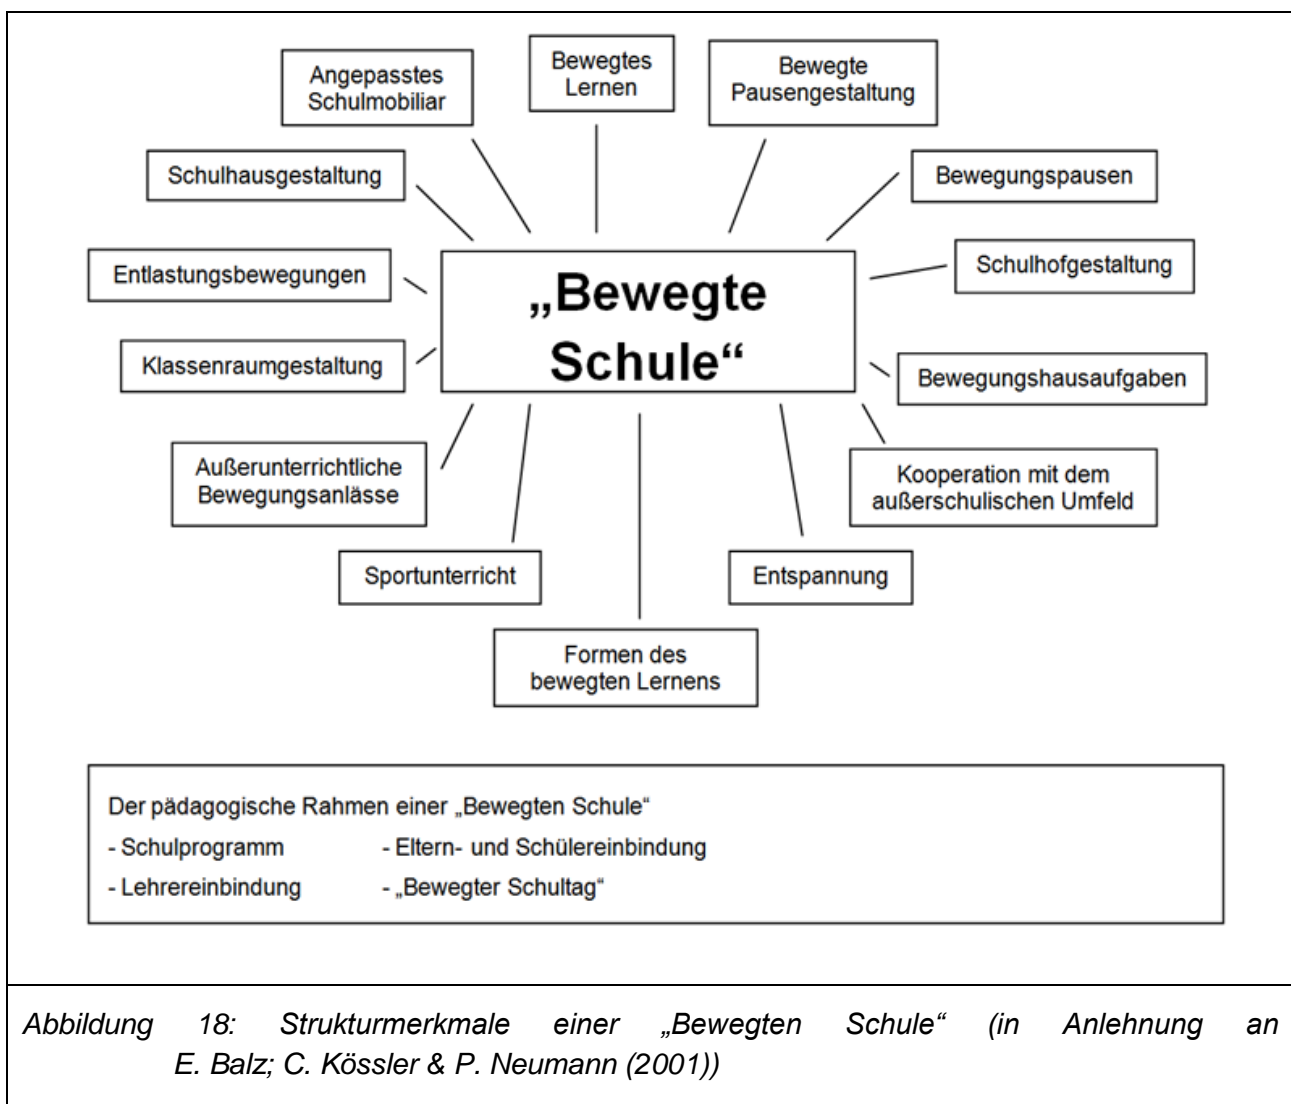 Angepasstes
Schulmobiliar
Bewegtes
Lernen
Bewegte
Pausengestaltung
Schulhausgestaltung
Bewegungspausen
Entlastungsbewegungen
Schulhofgestaltung
„Bewegte
Schule“
Klassenraumgestaltung
Bewegungshausaufgaben
Außerunterrichtliche
Bewegungsanlässe
Kooperation mit dem
außerschulischen Umfeld
Sportunterricht
Entspannung
Formen des
bewegten Lernens
Der pädagogische Rahmen einer „Bewegten Schule“
- Schulprogramm - Eltern- und Schülereinbindung
- Lehrereinbindung - „Bewegter Schultag“
Abbildung 18: Strukturmerkmale einer „Bewegten Schule“ (in Anlehnung an
E. Balz; C. Kössler & P. Neumann (2001))